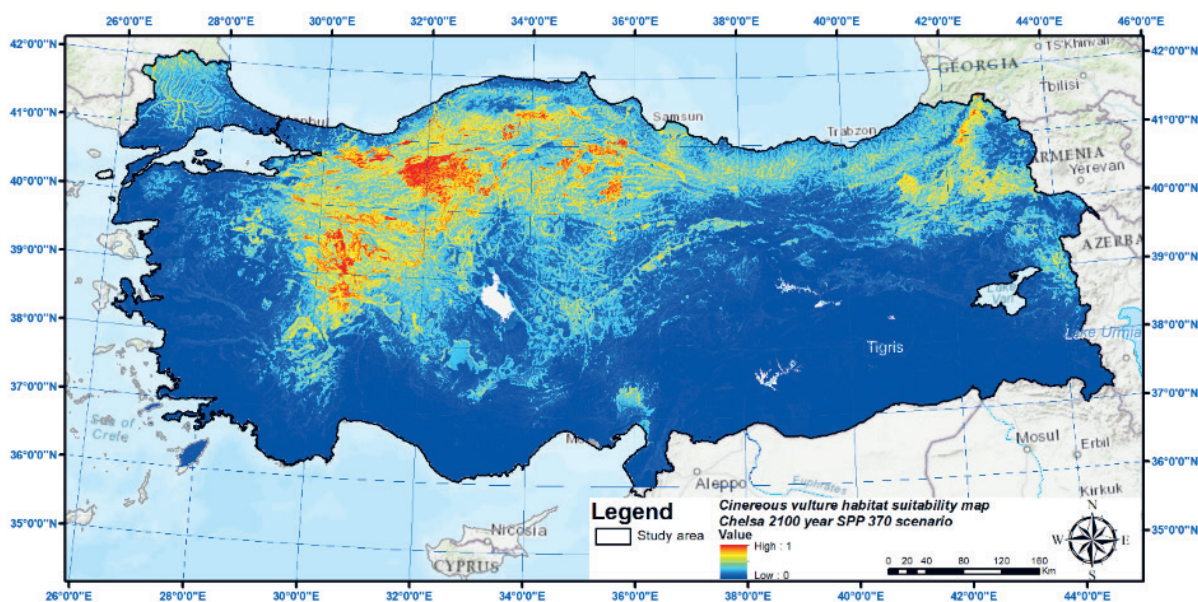 26°0'0"E 28°0'0"E 30°0'0"E 32°0'0"E 34°0'0"E 36°0'0"E 38°0'0"E 40°0'0"E 42°0'0"E 44°0'0"E 46°0'0"E
42°0'0"N
41°0'0"N
40°0'0"N
39°0'0"N
38°0'0"N
37°0'0"N
36°0'0"N
35°0'0"N
TS'Khinvali
GEORGIA
Tbilisi
Samsun
Trabzon
ARMENIA
Yerevan
AZERBA
Van
Lake Urmia
Tigris
Sea of
Crete
Mosul
Erbil
Aleppo
Euphrates
Kirkuk
Nicosia
CYPRUS
Legend
Study area
Cinereous vulture habitat suitability map
Chelsa 2100 year SPP 370 scenario
Value
High : 1
Low : 0
N
W
E
S
0 20 40 80 120 160
Km
42°0'0"N
41°0'0"N
40°0'0"N
39°0'0"N
38°0'0"N
37°0'0"N
36°0'0"N
35°0'0"N
26°0'0"E 28°0'0"E 30°0'0"E 32°0'0"E 34°0'0"E 36°0'0"E 38°0'0"E 40°0'0"E 42°0'0"E 44°0'0"E